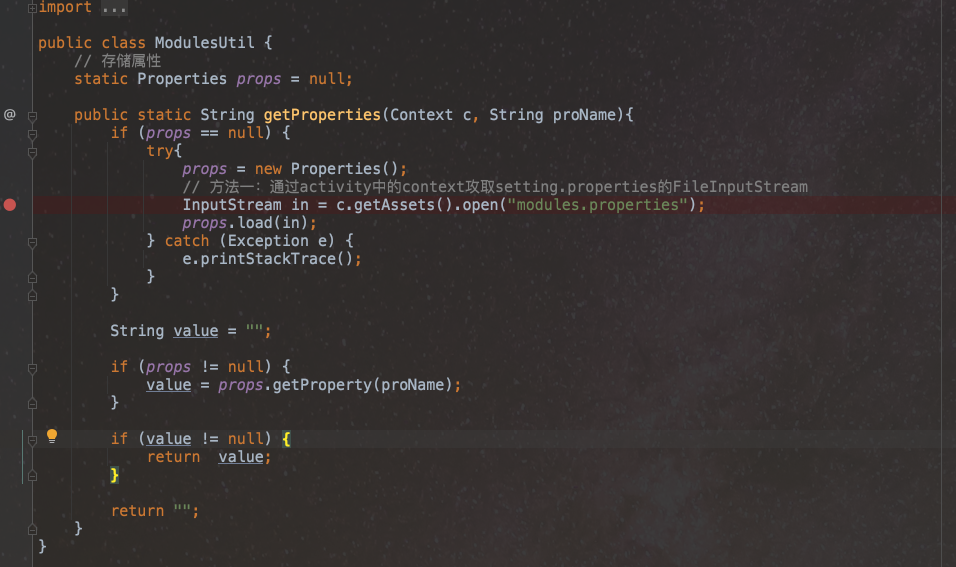 import ...
public class ModulesUtil {
// 存储属性
static Properties props = null;
@
public static String getProperties(Context c, String proName){
if (props == null) {
try{
props = new Properties();
// 方法一：通过activity中的context攻取setting.properties的FileInputStream
InputStream in = c.getAssets().open("modules.properties");
props.load(in);
} catch (Exception e) {
e.printStackTrace();
}
}
String value = "";
if (props != null) {
value = props.getProperty(proName);
}
if (value != null) {
return  value;
}
return "";
}
}